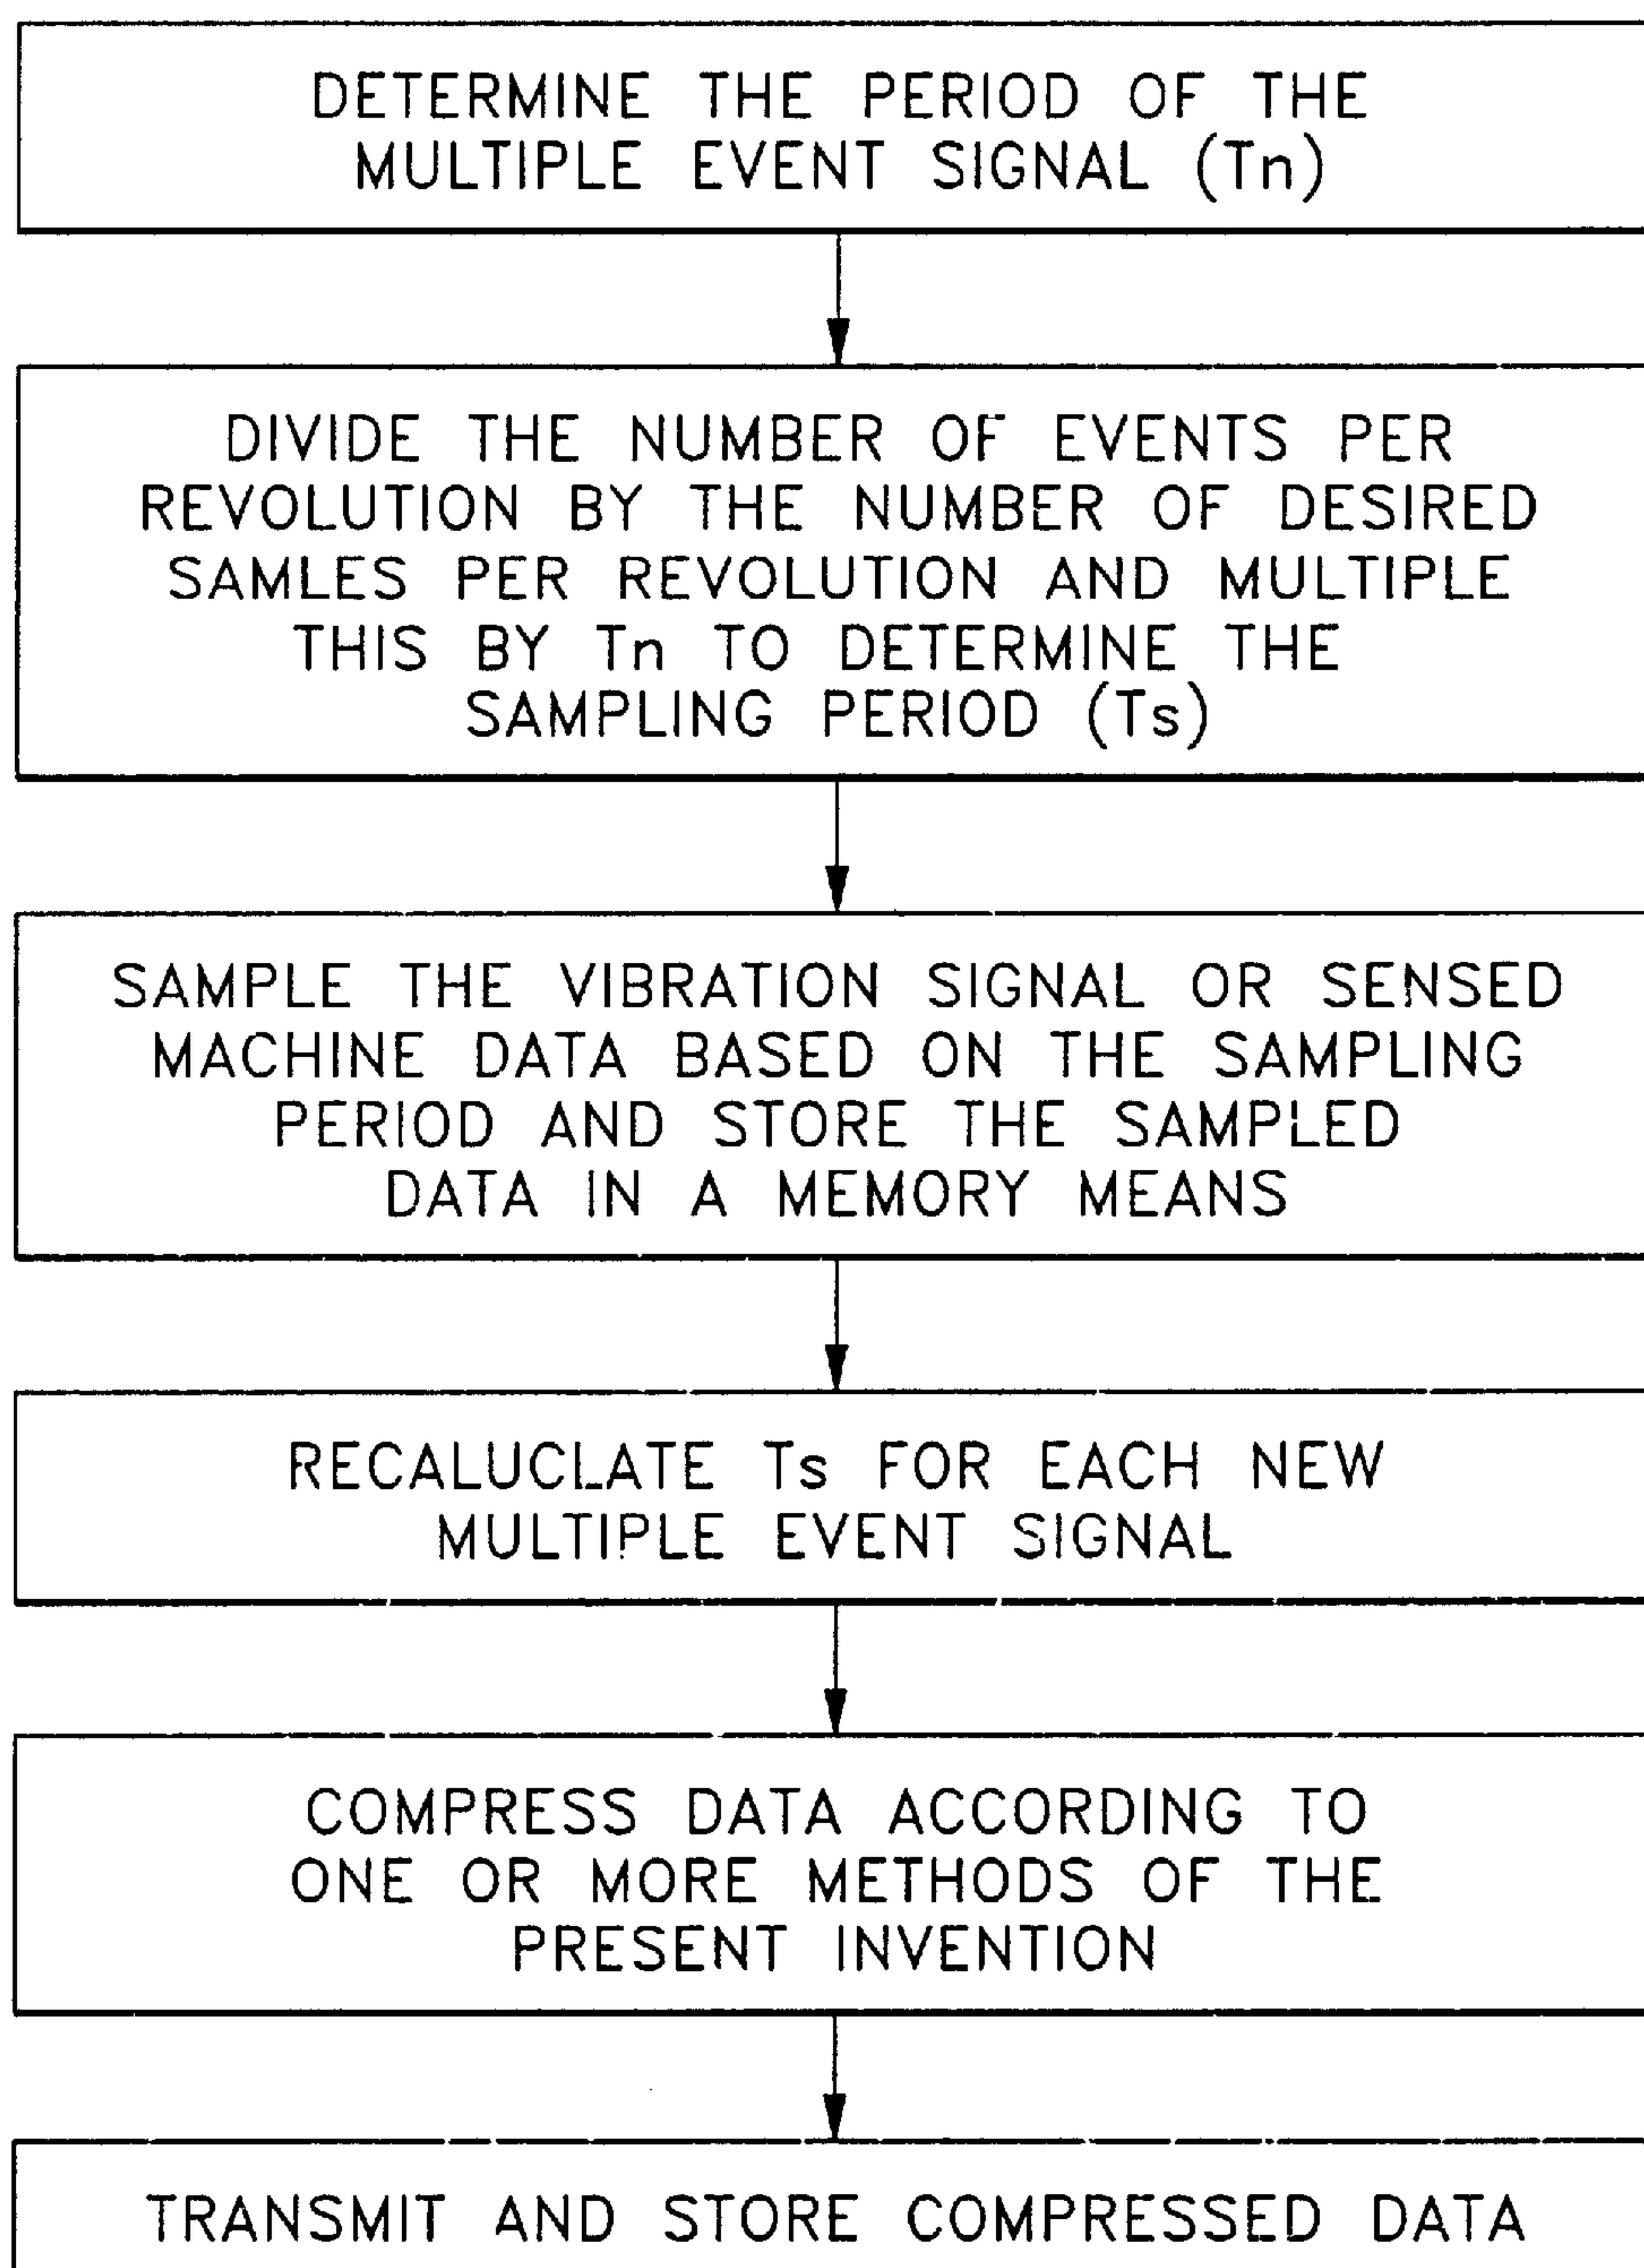 DETERMINE THE PERIOD OF THE
MULTIPLE EVENT SIGNAL (Tn)
DIVIDE THE NUMBER OF EVENTS PER
REVOLUTION BY THE NUMBER OF DESIRED
SAMLES PER REVOLUTION AND MULTIPLE
THIS BY Tn TO DETERMINE THE
SAMPLING PERIOD (Ts)
SAMPLE THE VIBRATION SIGNAL OR SENSED
MACHINE DATA BASED ON THE SAMPLING
PERIOD AND STORE THE SAMPLED
DATA IN A MEMORY MEANS
RECALUCLATE Ts FOR EACH NEW
MULTIPLE EVENT SIGNAL
COMPRESS DATA ACCORDING TO
ONE OR MORE METHODS OF THE
PRESENT INVENTION
TRANSMIT AND STORE COMPRESSED DATA